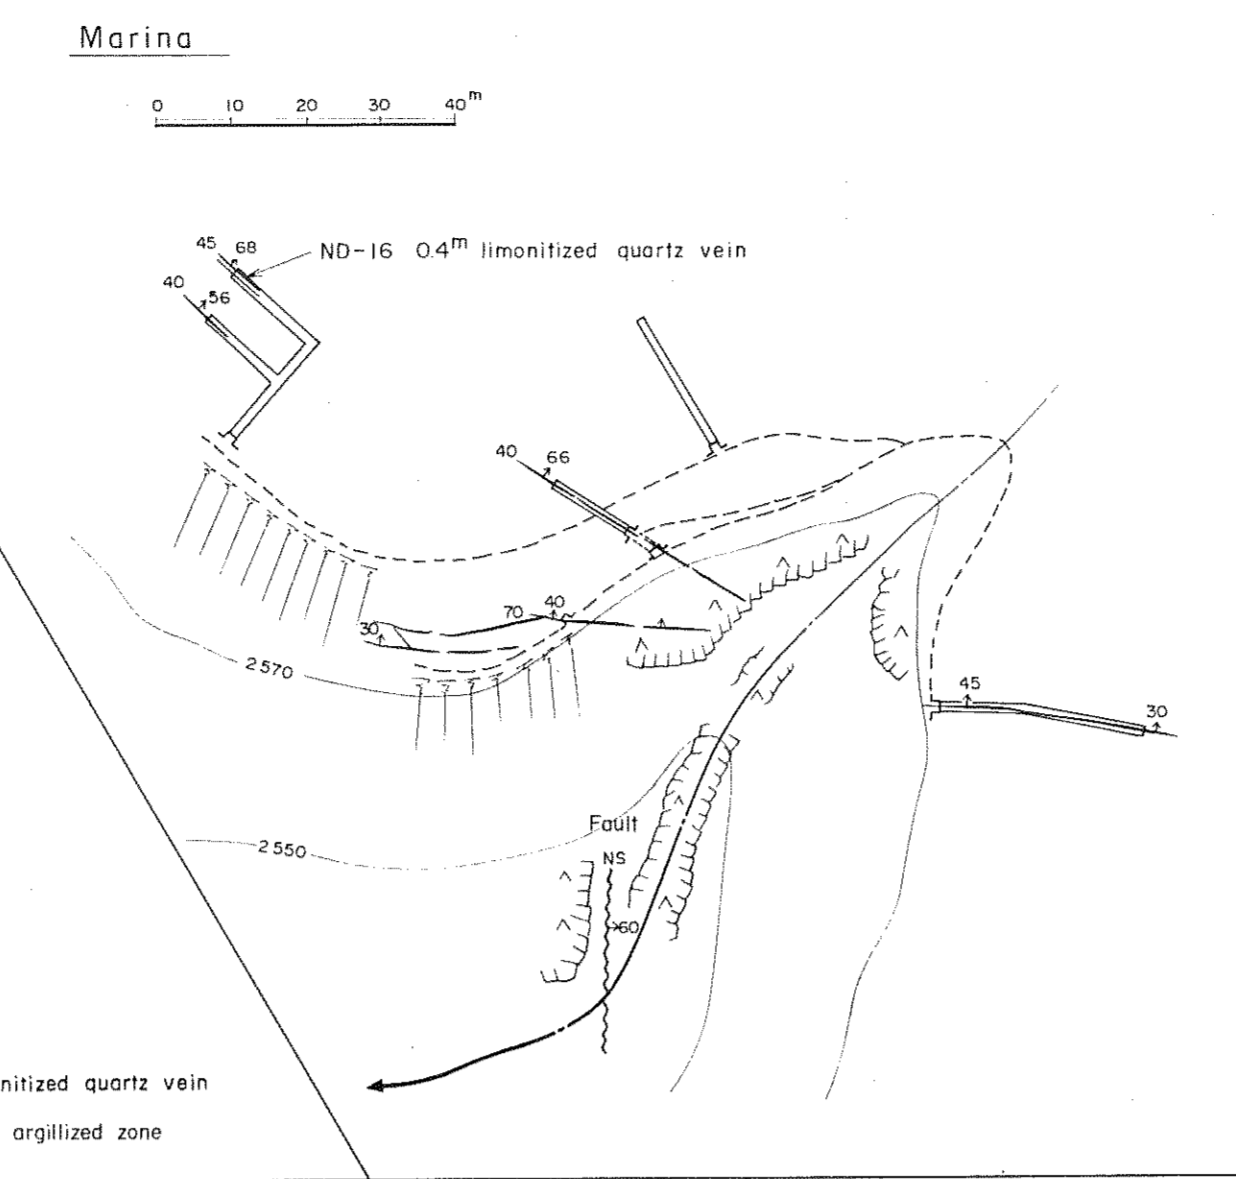 Marina
0 10 20 30 40 m
45 68
ND-16 0.4m limonitized quartz vein
40 56
40 66
70 40
30
2570
45
30
Fault
2550
NS
60
nitized quartz vein
argillized zone